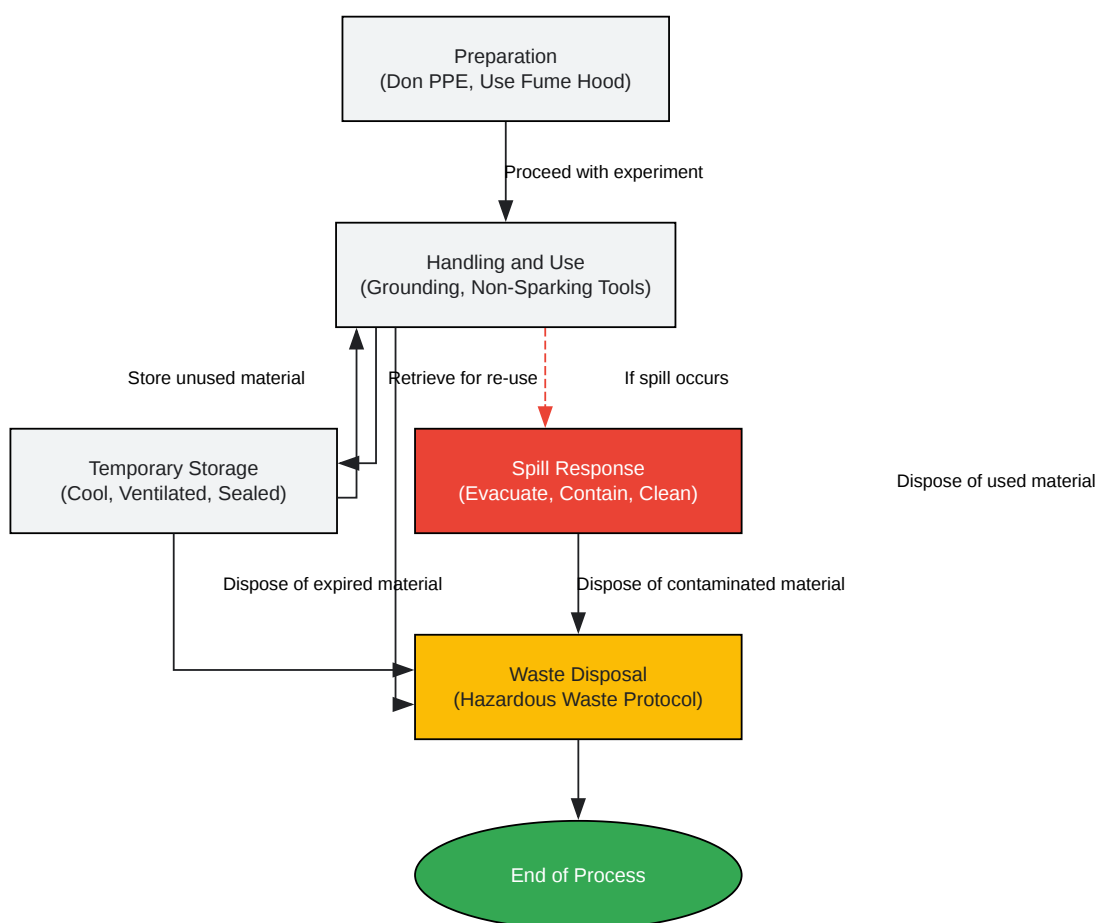 Preparation
(Don PPE, Use Fume Hood)
Proceed with experiment
Handling and Use
(Grounding, Non-Sparking Tools)
Store unused material
Retrieve for re-use
If spill occurs
Temporary Storage
(Cool, Ventilated, Sealed)
Spill Response
(Evacuate, Contain, Clean)
Dispose of used material
Dispose of expired material
Dispose of contaminated material
Waste Disposal
(Hazardous Waste Protocol)
End of Process